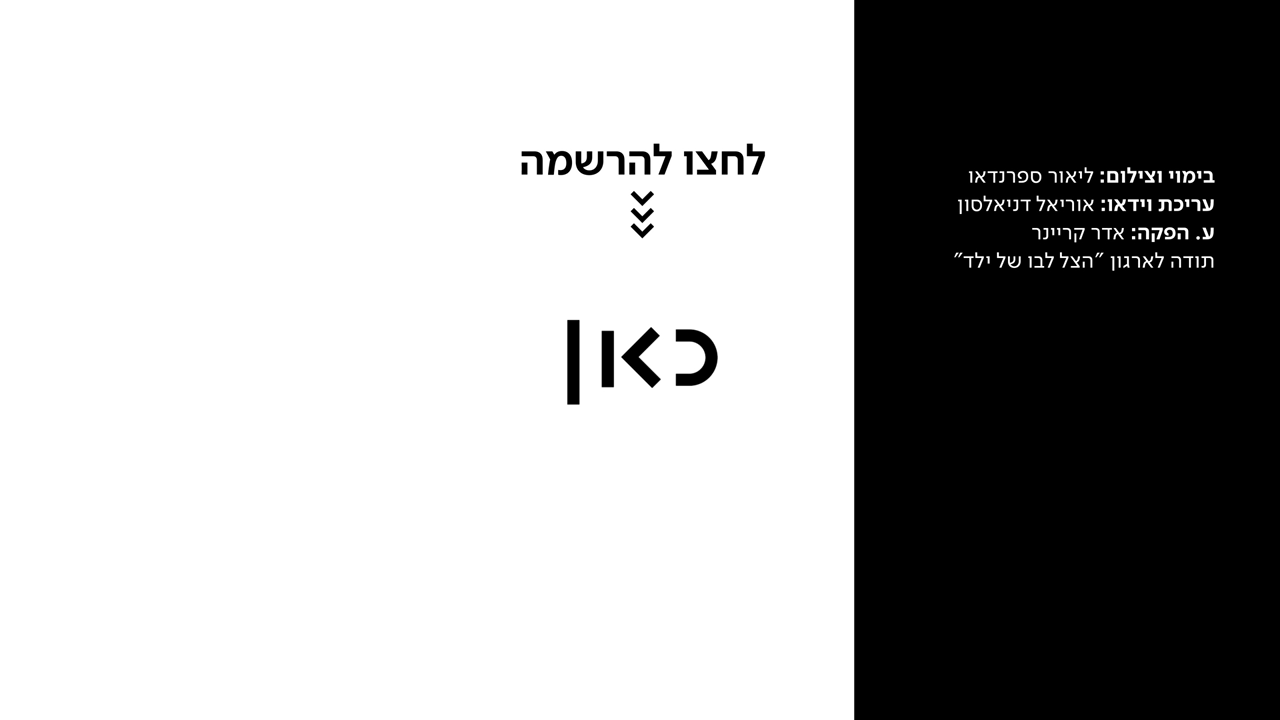 לחצו להרשמה
כאן
בימוי וצילום: ליאור ספרנדאו
עריכת וידאו: אוריאל דניאלסון
ע. הפקה: אדר קריינר
תודה לארגון "הצל לבו של ילד"